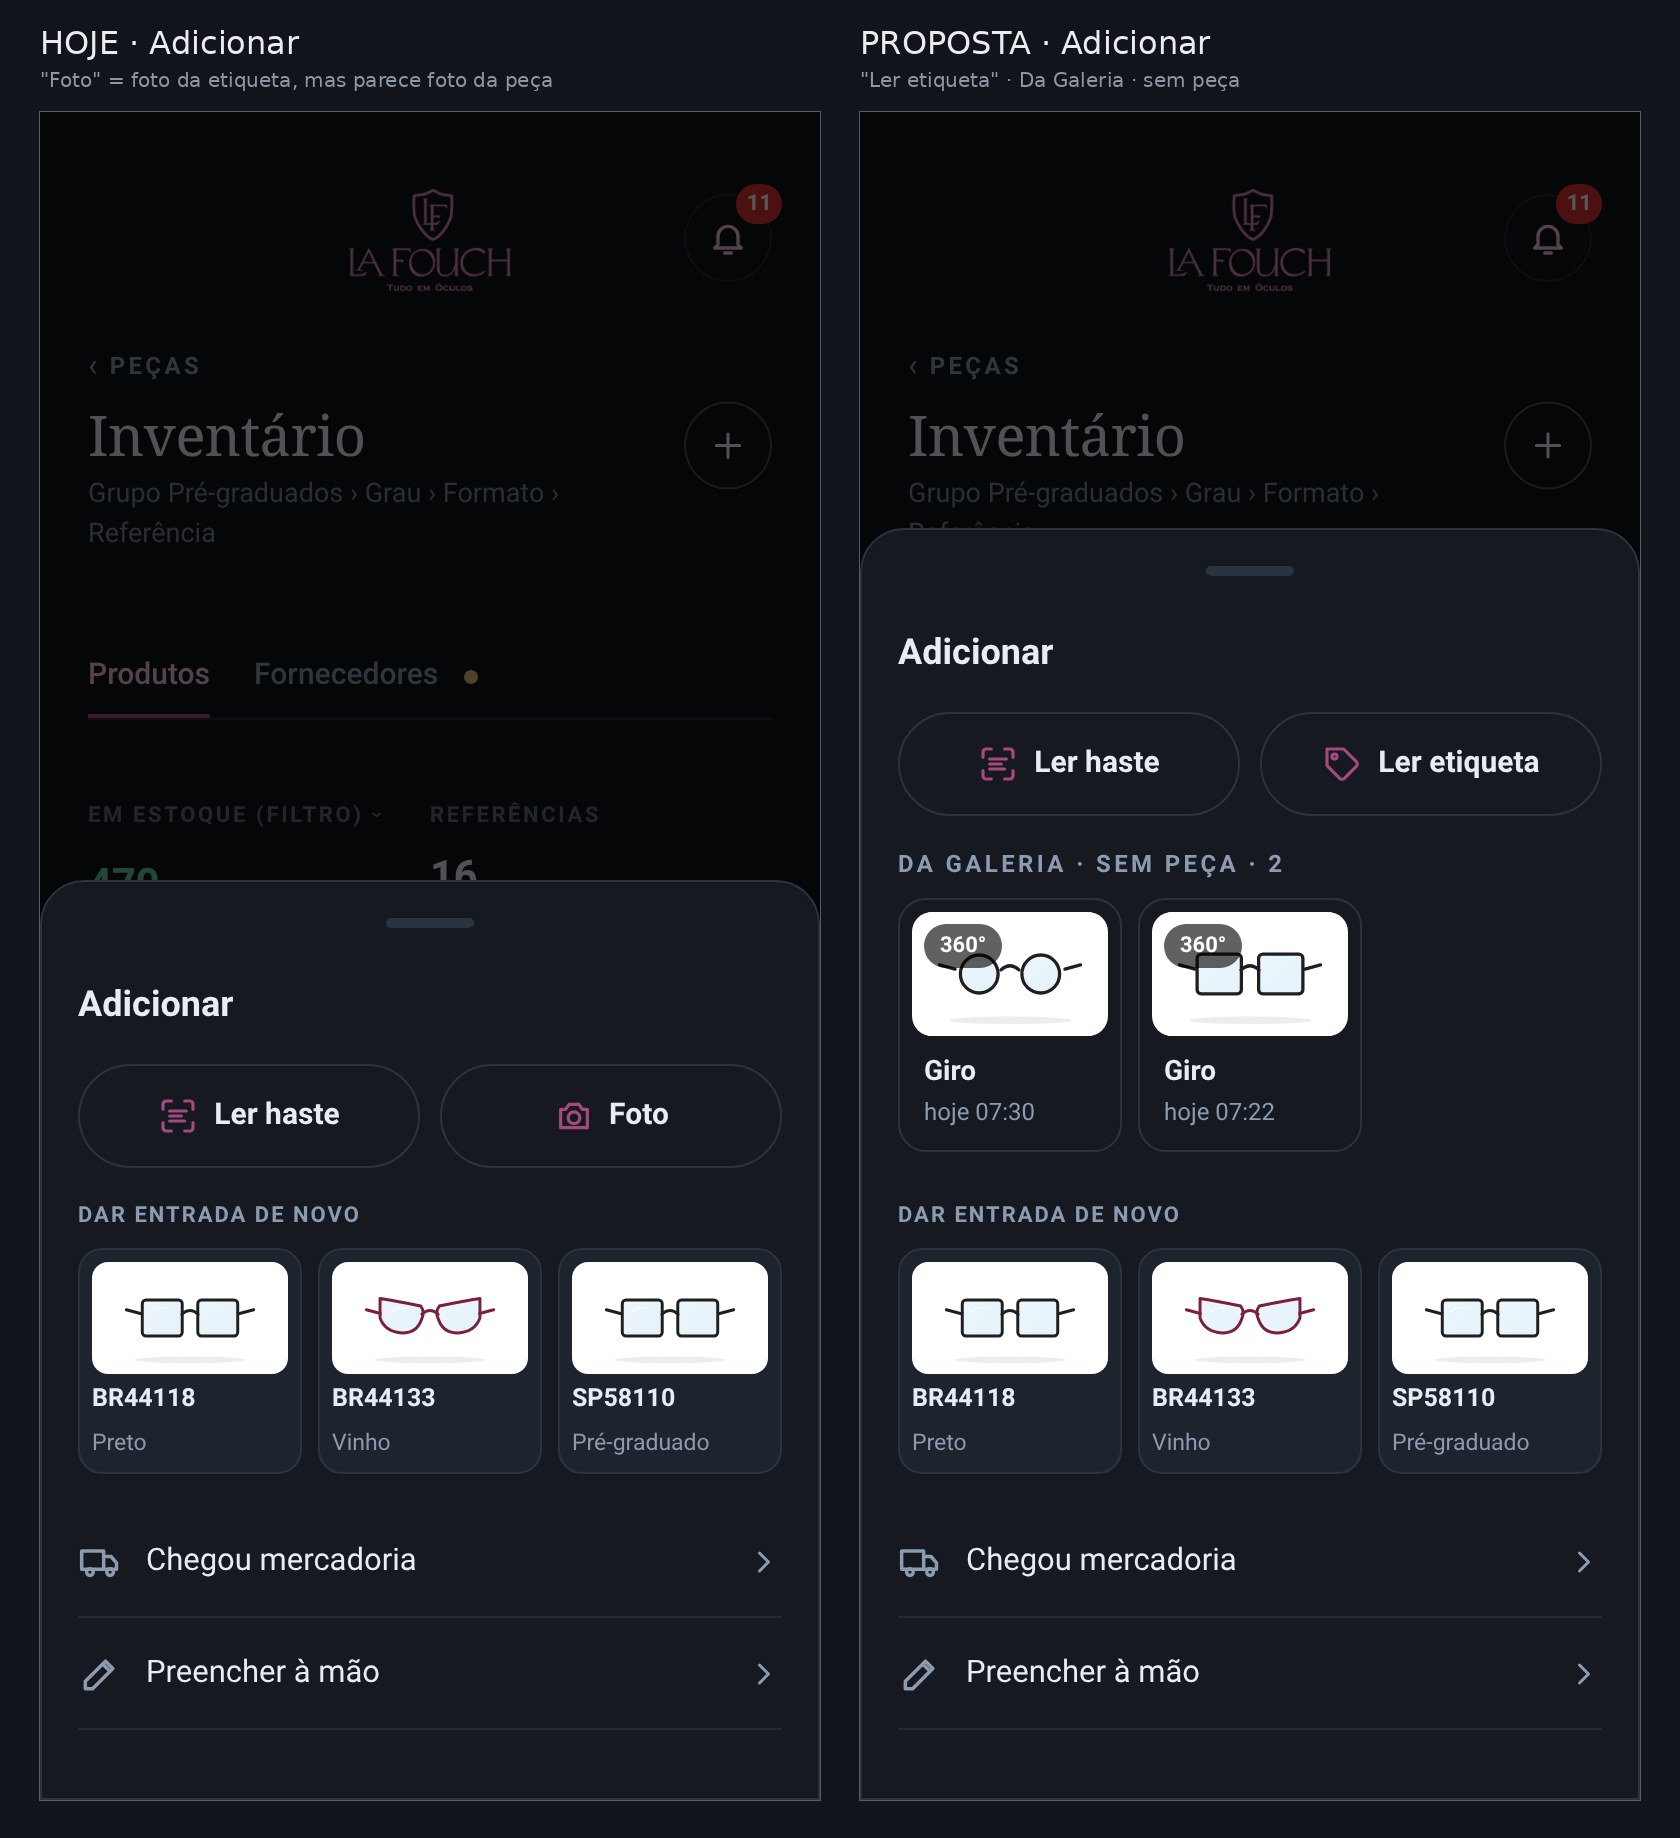 HOJE · Adicionar
"Foto" = foto da etiqueta, mas parece foto da peça
LF
LA FOUCH
TUDO EM ÓCULOS
11
‹ PEÇAS
Inventário
Grupo Pré-graduados › Grau › Formato ›
Referência
Produtos
Fornecedores
EM ESTOQUE (FILTRO)
REFERÊNCIAS
470
16
Adicionar
Ler haste
Foto
DAR ENTRADA DE NOVO
BR44118
Preto
BR44133
Vinho
SP58110
Pré-graduado
Chegou mercadoria
Preencher à mão
PROPOSTA · Adicionar
"Ler etiqueta" · Da Galeria · sem peça
LF
LA FOUCH
TUDO EM ÓCULOS
11
‹ PEÇAS
Inventário
Grupo Pré-graduados › Grau › Formato ›
Referência
Adicionar
Ler haste
Ler etiqueta
DA GALERIA · SEM PEÇA · 2
360°
Giro
hoje 07:30
360°
Giro
hoje 07:22
DAR ENTRADA DE NOVO
BR44118
Preto
BR44133
Vinho
SP58110
Pré-graduado
Chegou mercadoria
Preencher à mão